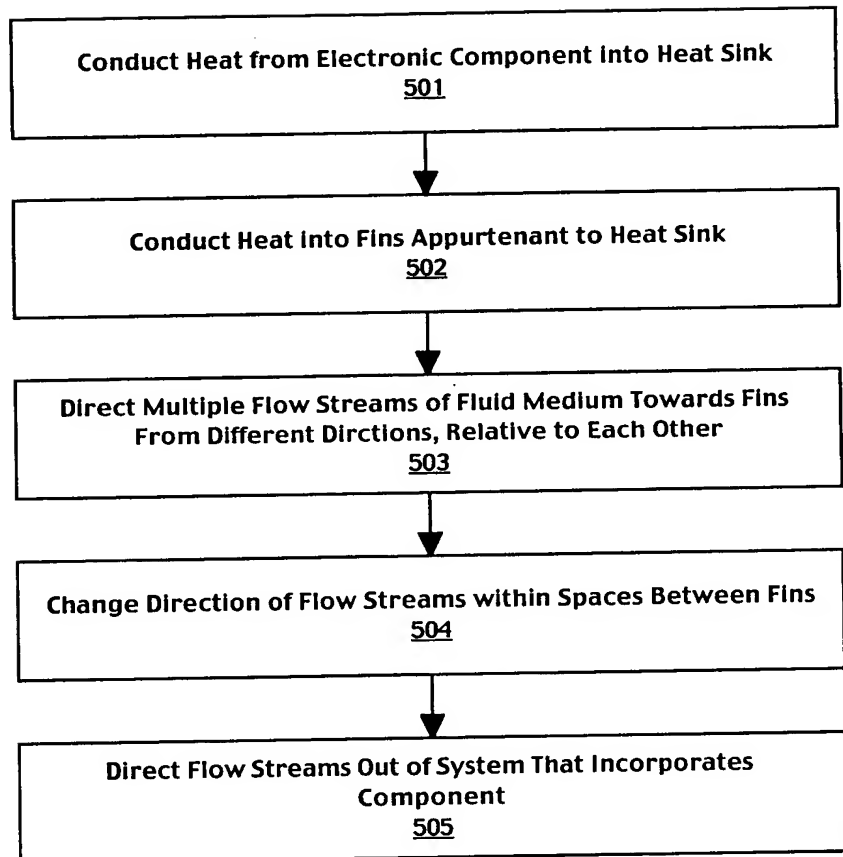 Conduct Heat from Electronic Component into Heat Sink
501
Conduct Heat into Fins Appurtenant to Heat Sink
502
Direct Multiple Flow Streams of Fluid Medium Towards Fins
From Different Dirctions, Relative to Each Other
503
Change Direction of Flow Streams within Spaces Between Fins
504
Direct Flow Streams Out of System That Incorporates
Component
505